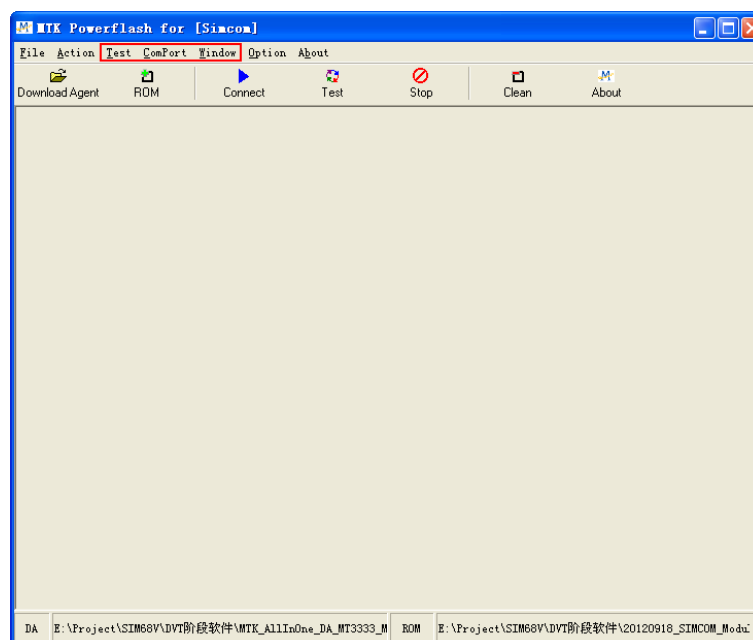 MTK Powerflash for [Simcom]
File Action Test ComPort Window Option About
Download Agent ROM Connect Test Stop Clean About
DA E:\Project\SIM68V\DVT阶段软件\MTK_AllInOne_DA_MT3333_M ROM E:\Project\SIM68V\DVT阶段软件\20120918_SIMCOM_Modu